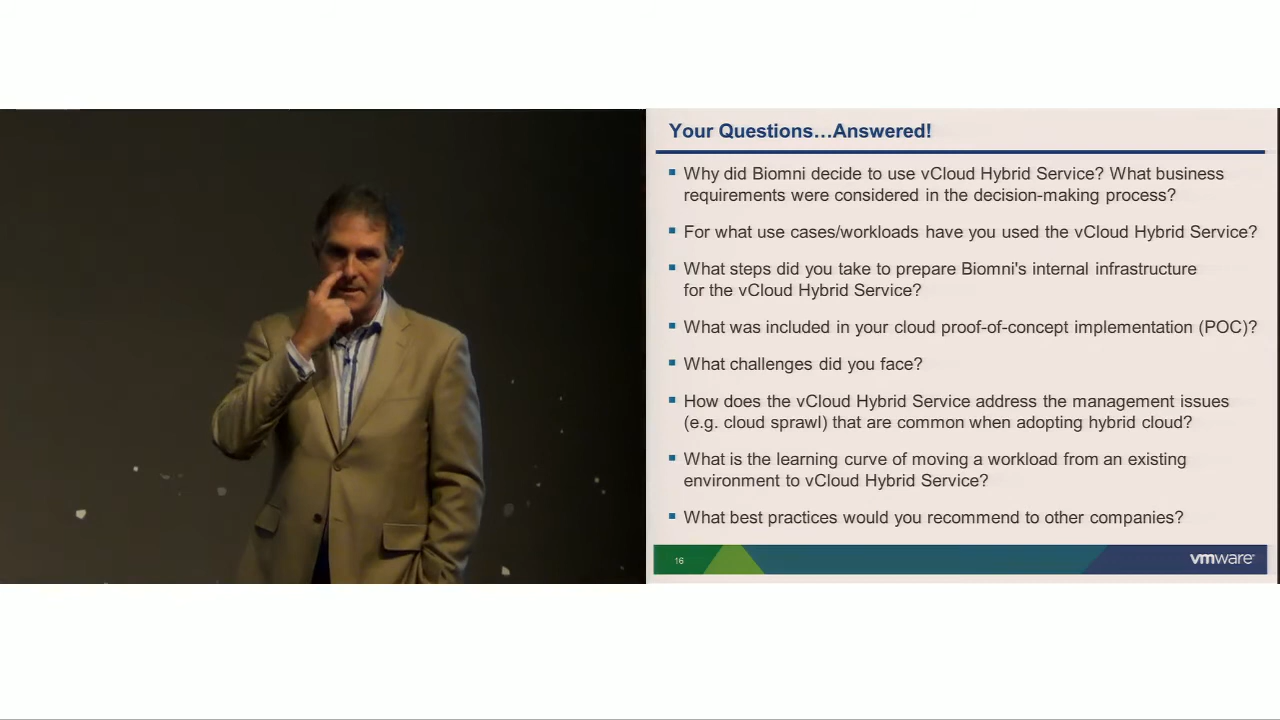 Your Questions…Answered!
Why did Biomni decide to use vCloud Hybrid Service? What business
requirements were considered in the decision-making process?
For what use cases/workloads have you used the vCloud Hybrid Service?
What steps did you take to prepare Biomni's internal infrastructure
for the vCloud Hybrid Service?
What was included in your cloud proof-of-concept implementation (POC)?
What challenges did you face?
How does the vCloud Hybrid Service address the management issues
(e.g. cloud sprawl) that are common when adopting hybrid cloud?
What is the learning curve of moving a workload from an existing
environment to vCloud Hybrid Service?
What best practices would you recommend to other companies?
16
vmware